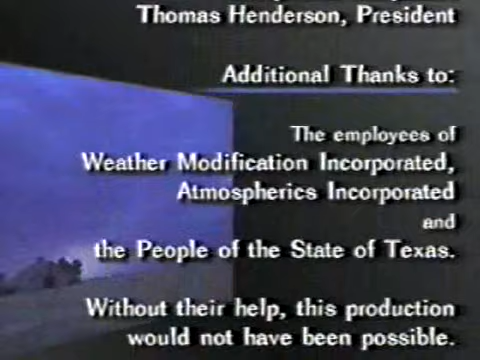 Thomas Henderson, President
Additional Thanks to:
The employees of
Weather Modification Incorporated,
Atmospherics Incorporated
and
the People of the State of Texas.
Without their help, this production
would not have been possible.